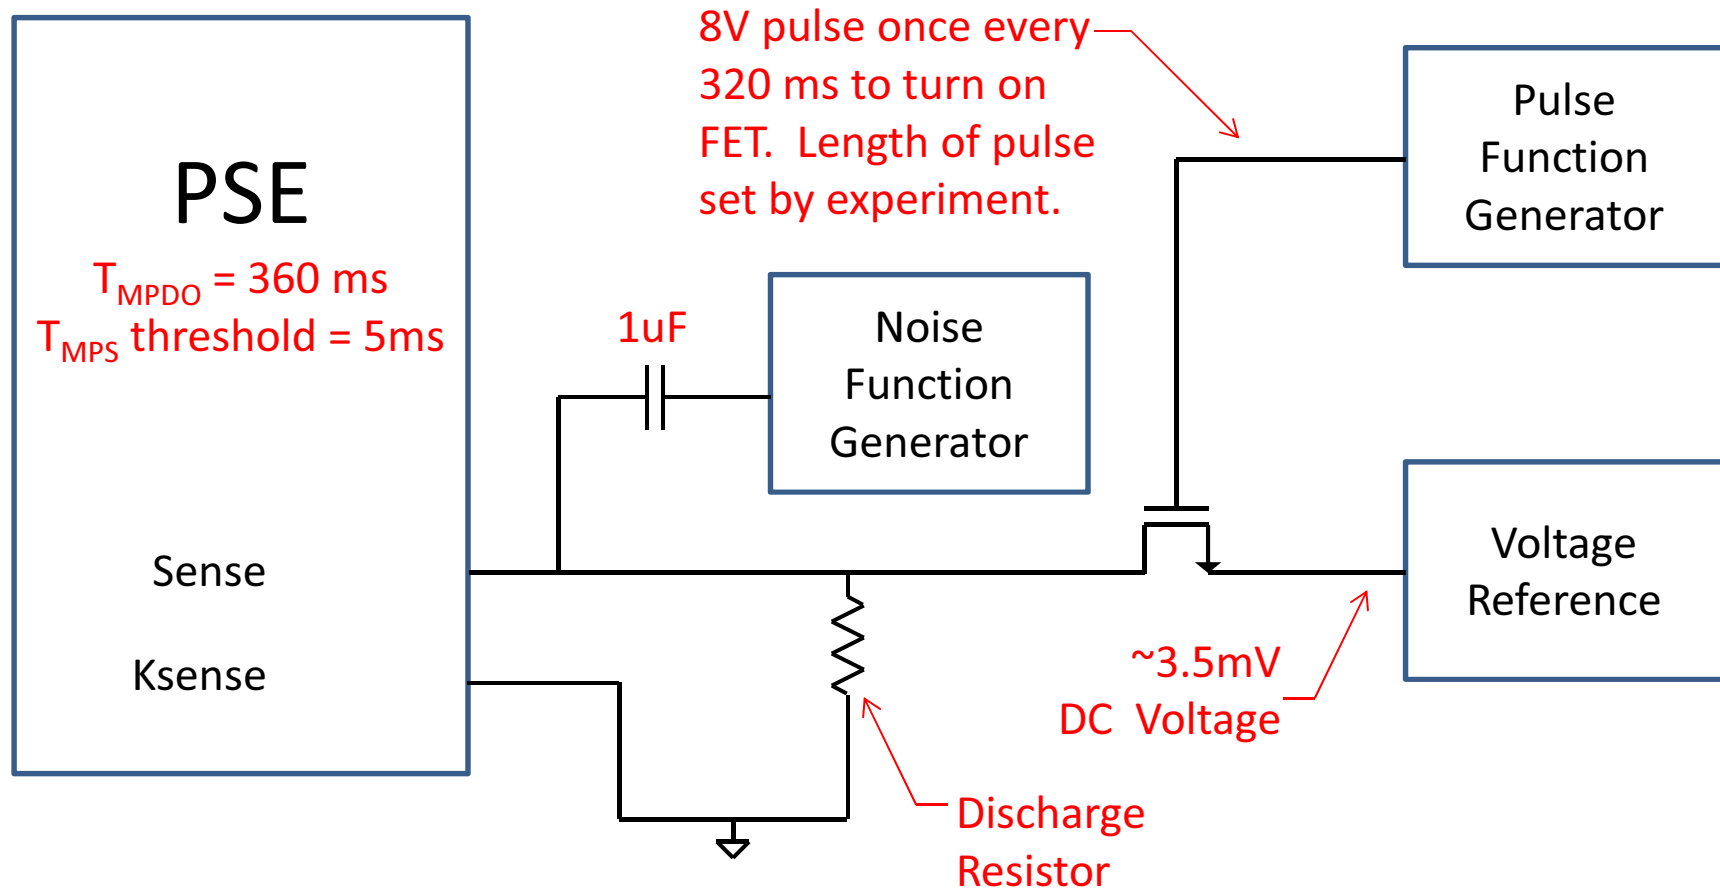 8V pulse once every
320 ms to turn on
FET.  Length of pulse
set by experiment.
Pulse
Function
Generator
PSE
TMPDO = 360 ms
TMPS threshold = 5ms
1uF
Noise
Function
Generator
Sense
Ksense
Voltage
Reference
~3.5mV
DC  Voltage
Discharge
Resistor